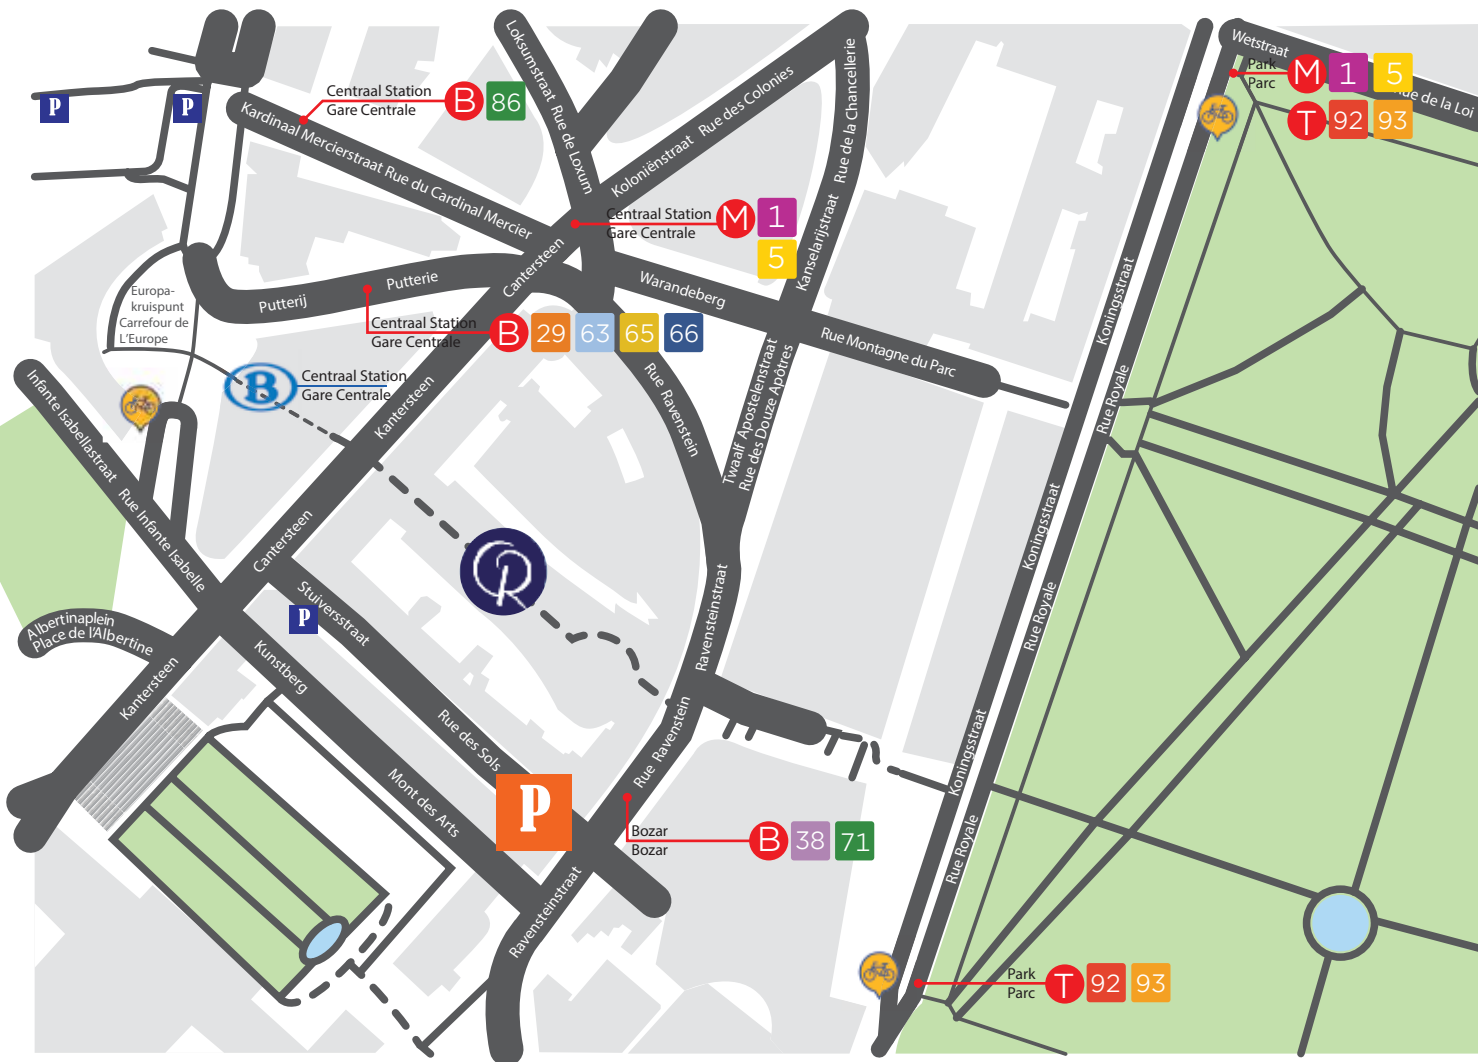 Wetstraat
Rue de la Loi
Park
Parc
M 1 5
T 92 93
Loksumstraat Rue de Loxum
Koloniënstraat Rue des Colonies
Kanselarijstraat Rue de la Chancellerie
P
P
Centraal Station
Gare Centrale
B 86
Kardinaal Mercierstraat Rue du Cardinal Mercier
Centraal Station
Gare Centrale
M 1
5
Cantersteen
Putterij Putterie
Warandeberg
Rue Montagne du Parc
Koningsstraat
Rue Royale
Europa-
kruispunt
Carrefour de
L'Europe
Centraal Station
Gare Centrale
B 29 63 65 66
B
Centraal Station
Gare Centrale
Kantersteen
Rue Ravenstein
Twaalf Apostelenstraat
Rue des Douze Apôtres
Infante Isabellastraat Rue Infante Isabelle
Cantersteen
CR
Koningsstraat
Rue Royale
Albertinaplein
Place de l'Albertine
P
Stuiversstraat
Rue des Sols
Ravensteinstraat
Kantersteen
Kunstberg
Mont des Arts
Rue Ravenstein
Koningsstraat
Rue Royale
P
Bozar
Bozar
B 38 71
Ravensteinstraat
Park
Parc
T 92 93